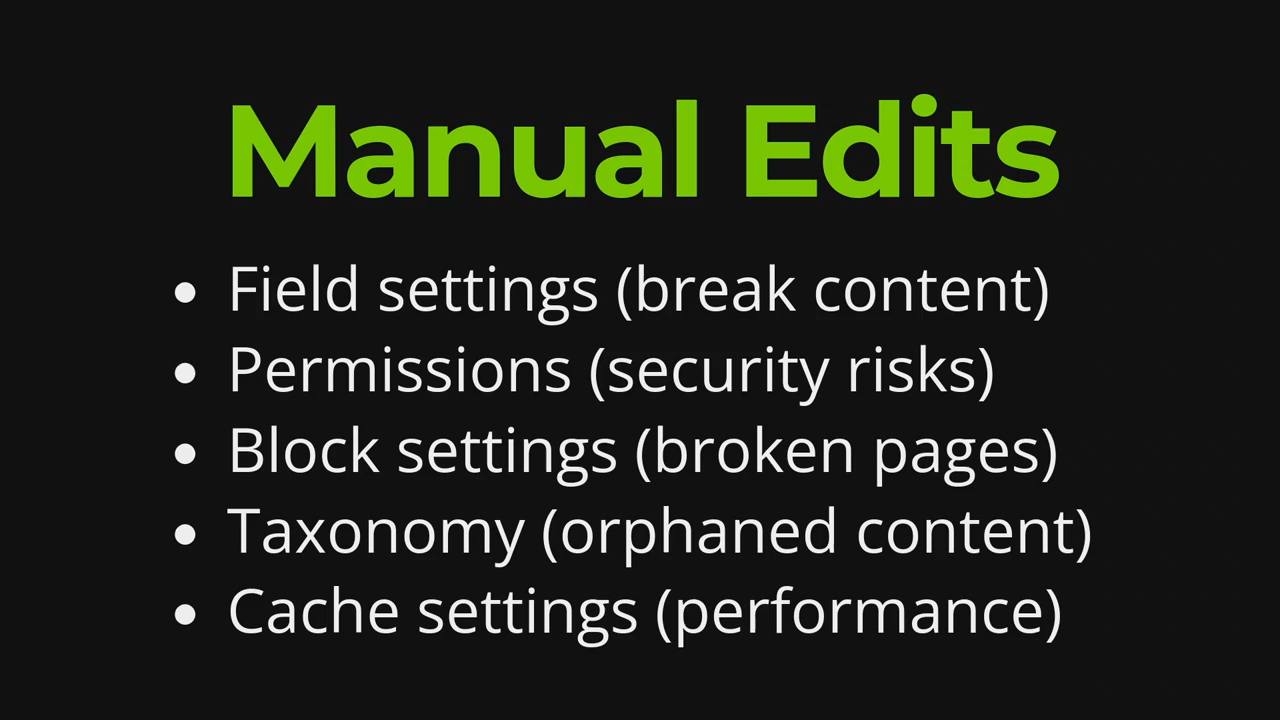 Manual Edits
• Field settings (break content)
• Permissions (security risks)
• Block settings (broken pages)
• Taxonomy (orphaned content)
• Cache settings (performance)